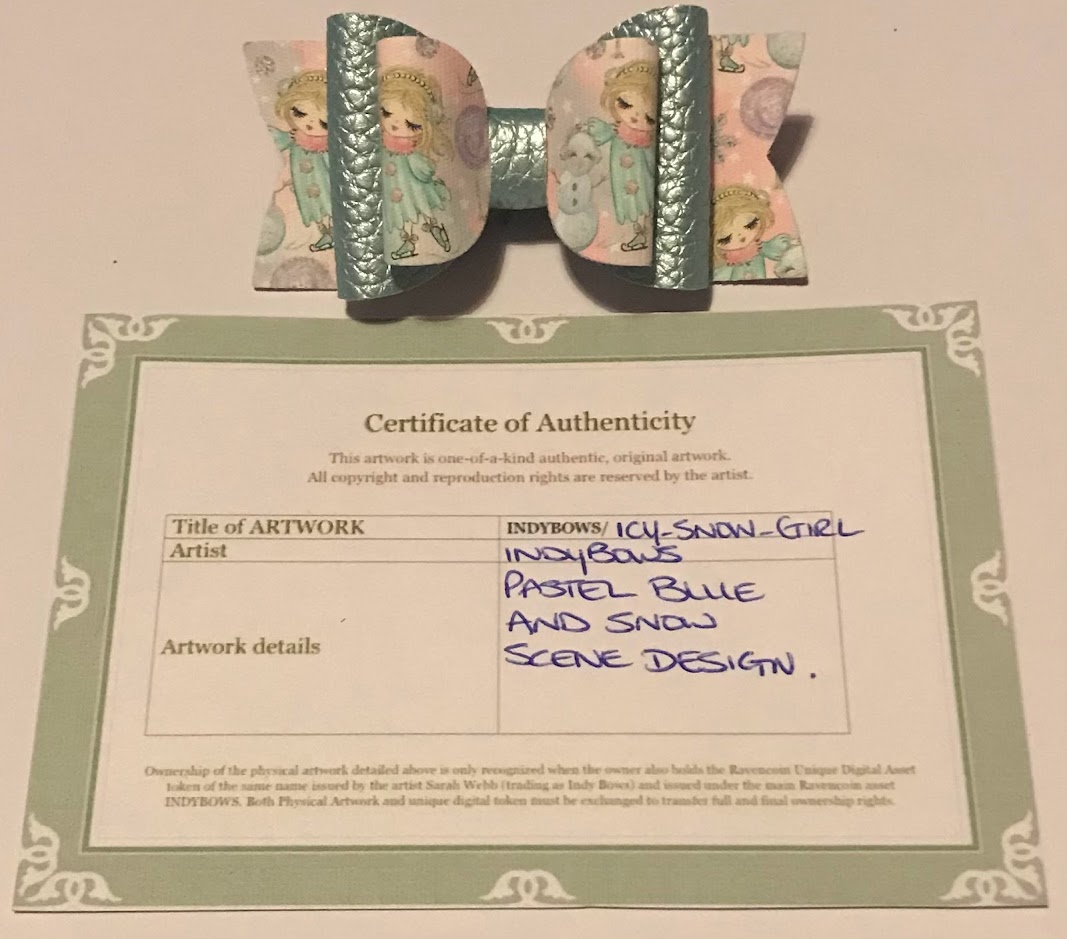 Certificate of Authenticity
This artwork is one-of-a-kind authentic, original artwork.
All copyright and reproduction rights are reserved by the artist.
Title of ARTWORK INDYBOWS/ ICY-SNOW-GIRL
Artist INDYBOWS
PASTEL BLUE
AND SNOW
Artwork details
SCENE DESIGN.
Ownership of the physical artwork detailed above is only recognized when the owner also holds the Ravencoin Unique Digital Asset
token of the same name issued by the artist Sarah Webb (trading as Indy Bows) and issued under the main Ravencoin asset
INDYBOWS. Both Physical Artwork and unique digital token must be exchanged to transfer full and final ownership rights.